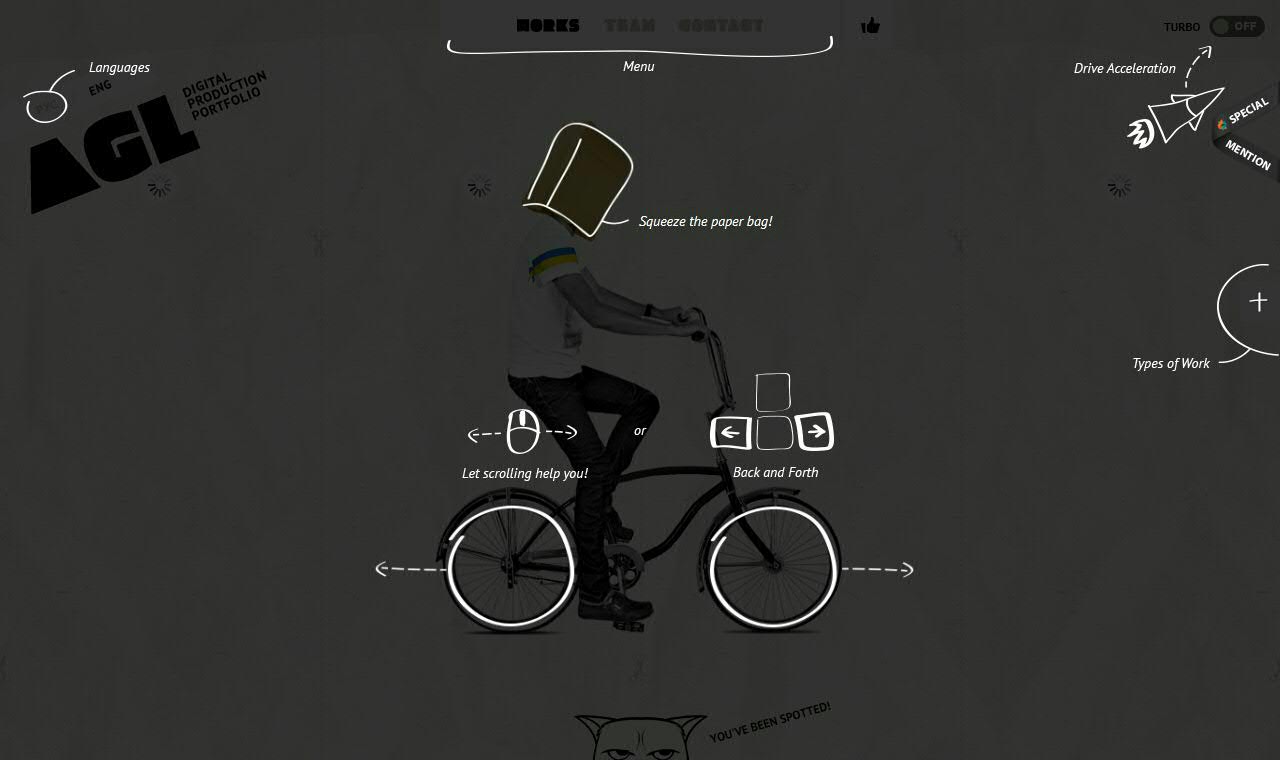 WORKS TEAM CONTACT
TURBO OFF
Menu
Languages
ENG
Drive Acceleration
AGL
DIGITAL
PRODUCTION
PORTFOLIO
SPECIAL
MENTION
Squeeze the paper bag!
Types of Work
or
Let scrolling help you!
Back and Forth
YOU'VE BEEN SPOTTED!